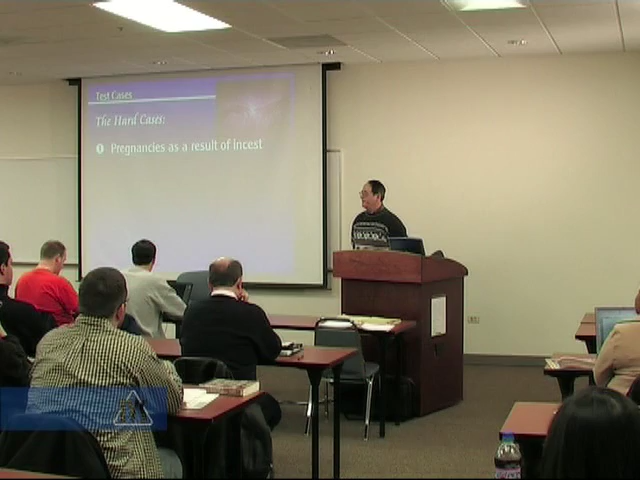 Test Cases
The Hard Cases:
Pregnancies as a result of incest